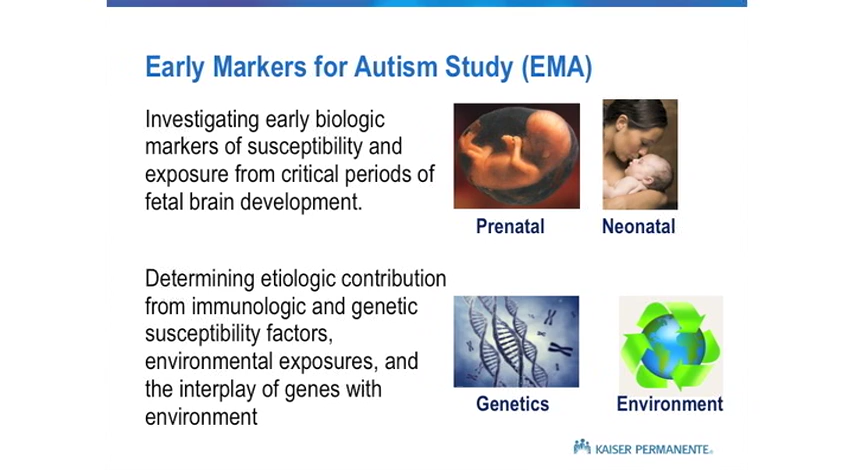 Early Markers for Autism Study (EMA)
Investigating early biologic
markers of susceptibility and
exposure from critical periods of
fetal brain development.
Prenatal
Neonatal
Determining etiologic contribution
from immunologic and genetic
susceptibility factors,
environmental exposures, and
the interplay of genes with
environment
Genetics
Environment
KAISER PERMANENTE®